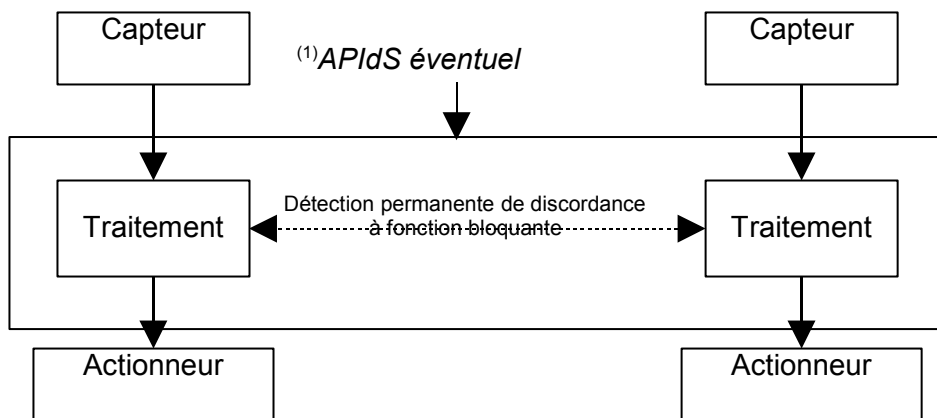 Capteur
Capteur
(1)APIdS éventuel
Traitement
Détection permanente de discordance
à fonction bloquante
Traitement
Actionneur
Actionneur